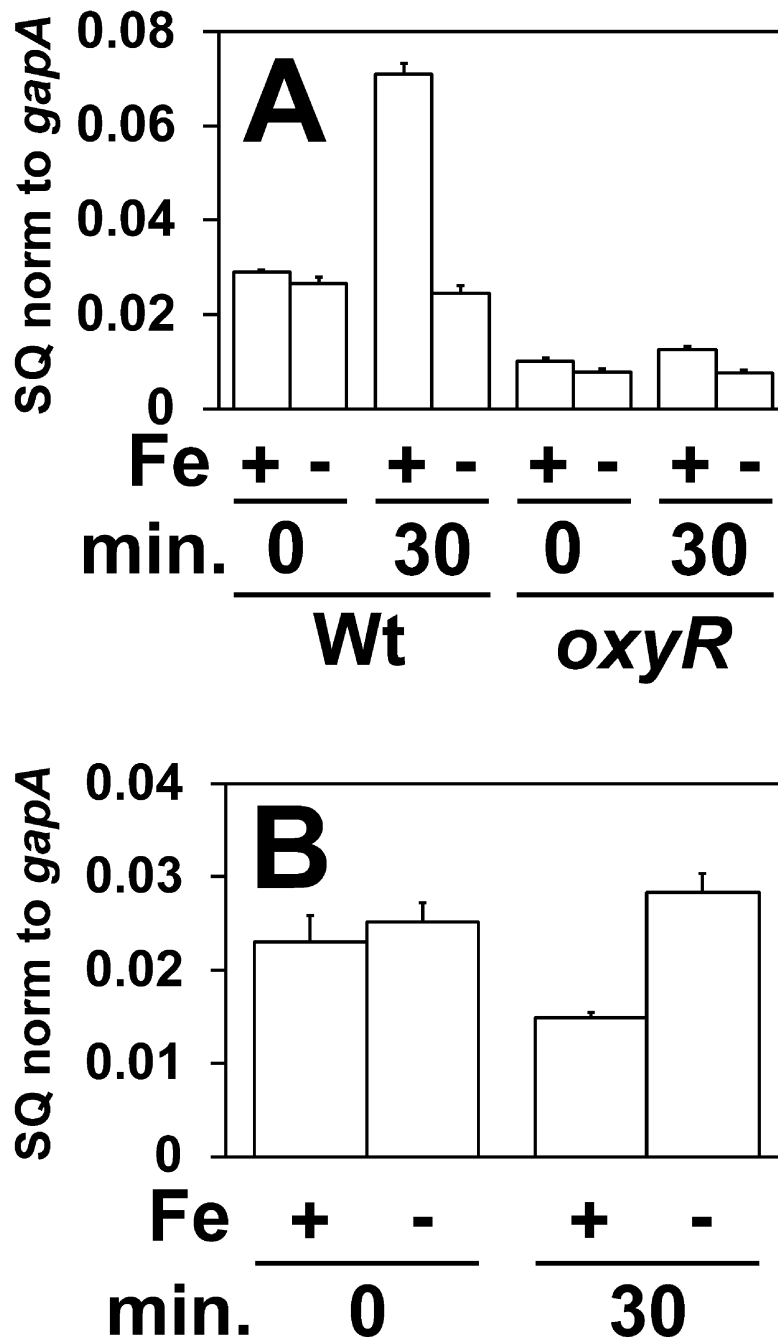 A
SQ norm to gapA
0.08
0.06
0.04
0.02
0
Fe + - + - + - + -
min. 0 30 0 30
Wt oxyR
B
SQ norm to gapA
0.04
0.03
0.02
0.01
0
Fe + - + -
min. 0 30